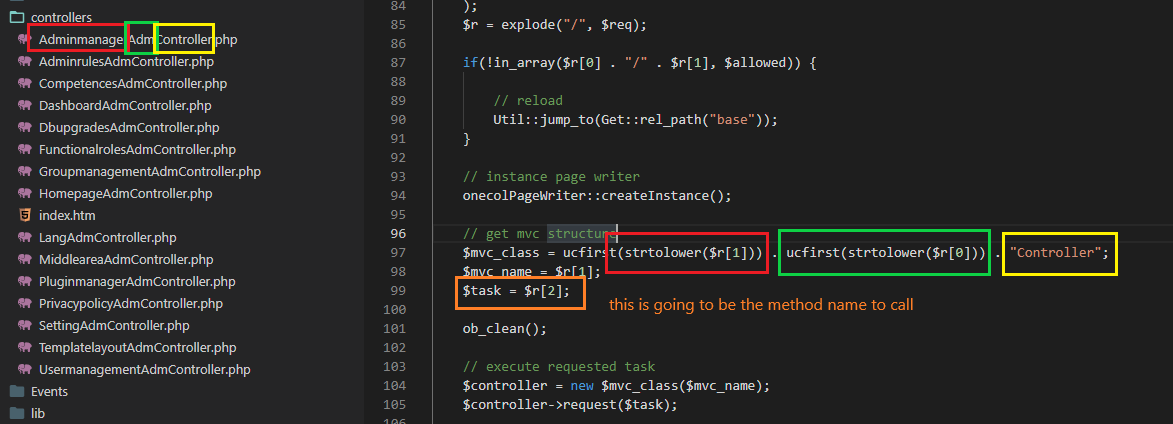 controllers
AdminmanagerAdmController.php
AdminrulesAdmController.php
CompetencesAdmController.php
DashboardAdmController.php
DbupgradesAdmController.php
FunctionalrolesAdmController.php
GroupmanagementAdmController.php
HomepageAdmController.php
index.htm
LangAdmController.php
MiddleareaAdmController.php
PluginmanagerAdmController.php
PrivacypolicyAdmController.php
SettingAdmController.php
TemplatelayoutAdmController.php
UsermanagementAdmController.php
Events
lib
84 );
85 $r = explode("/", $req);
86
87 if(!in_array($r[0] . "/" . $r[1], $allowed)) {
88
89 // reload
90 Util::jump_to(Get::rel_path("base"));
91 }
92
93 // instance page writer
94 onecolPageWriter::createInstance();
95
96 // get mvc structure
97 $mvc_class = ucfirst(strtolower($r[1])) . ucfirst(strtolower($r[0])) . "Controller";
98 $mvc_name = $r[1];
99 $task = $r[2];
this is going to be the method name to call
100
101 ob_clean();
102
103 // execute requested task
104 $controller = new $mvc_class($mvc_name);
105 $controller->request($task);
106